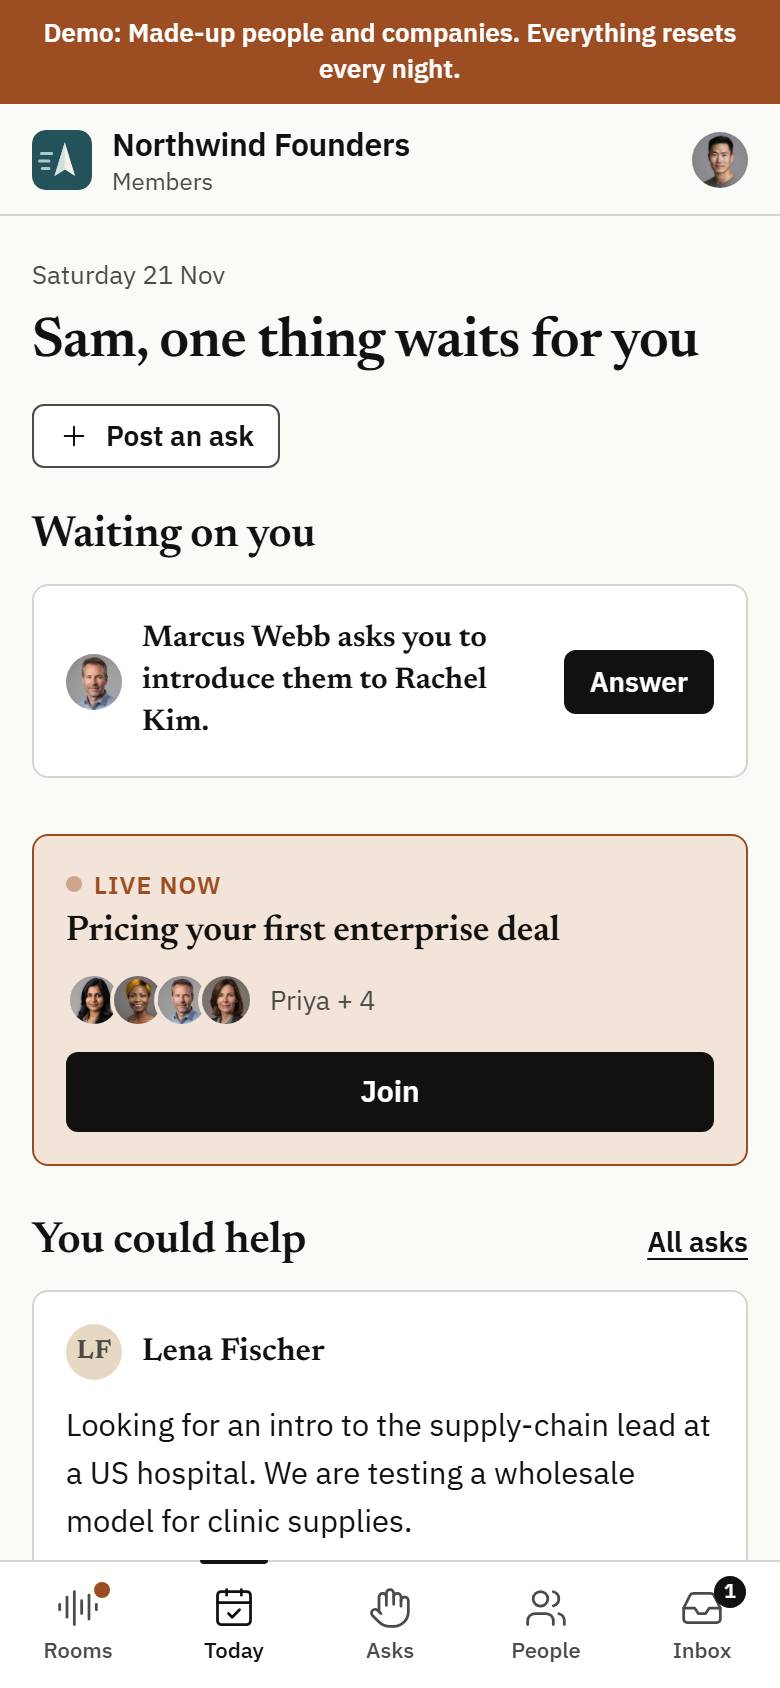 Demo: Made-up people and companies. Everything resets
every night.
Northwind Founders
Members
Saturday 21 Nov
Sam, one thing waits for you
Post an ask
Waiting on you
Marcus Webb asks you to
introduce them to Rachel
Kim.
Answer
LIVE NOW
Pricing your first enterprise deal
Priya + 4
Join
You could help
All asks
LF
Lena Fischer
Looking for an intro to the supply-chain lead at
a US hospital. We are testing a wholesale
model for clinic supplies.
Rooms
Today
Asks
People
1
Inbox